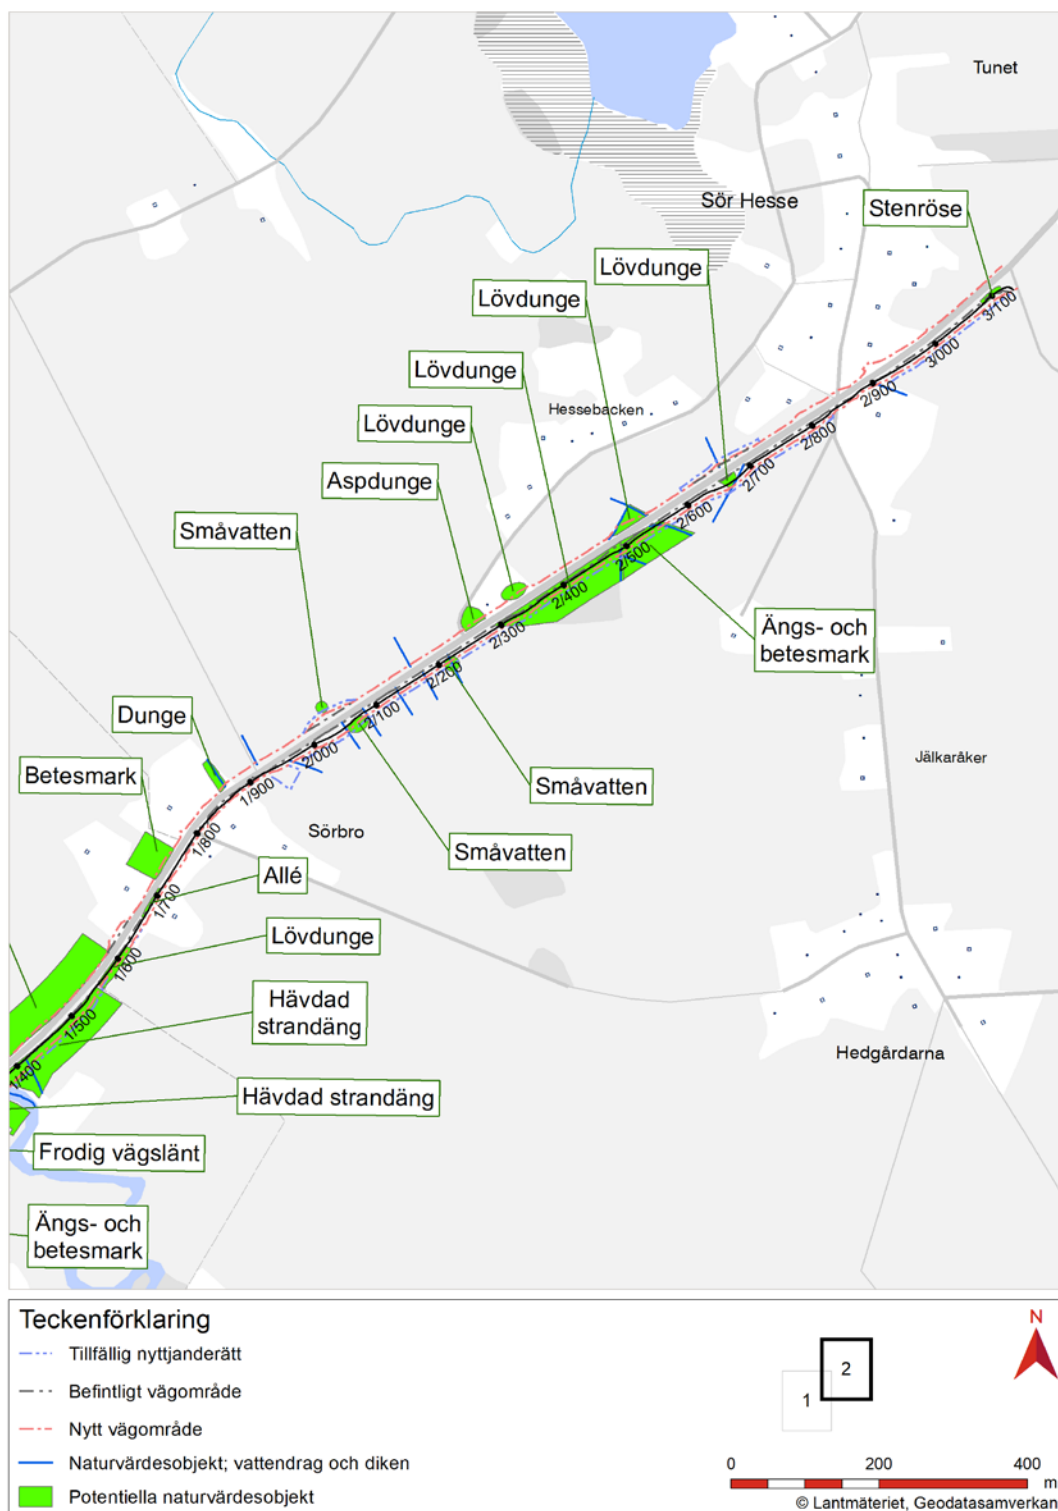 Tunet
Sör Hesse
Stenröse
Lövdunge
Lövdunge
3/100
3/000
Lövdunge
2/900
Hessebacken
Lövdunge
2/800
2/700
Aspdunge
2/600
Småvatten
2/500
2/400
Ängs- och
betesmark
2/300
2/200
Dunge
2/100
2/000
Jälkaråker
Betesmark
1/900
Småvatten
Sörbro
1/800
Småvatten
Allé
1/700
Lövdunge
1/600
Hävdad
strandäng
1/500
Hedgårdarna
1/400
Hävdad strandäng
Frodig vägslänt
Ängs- och
betesmark
Teckenförklaring
Tillfällig nyttjanderätt
Befintligt vägområde
Nytt vägområde
Naturvärdesobjekt; vattendrag och diken
Potentiella naturvärdesobjekt
N
2
1
0 200 400
m
© Lantmäteriet, Geodatasamverkan